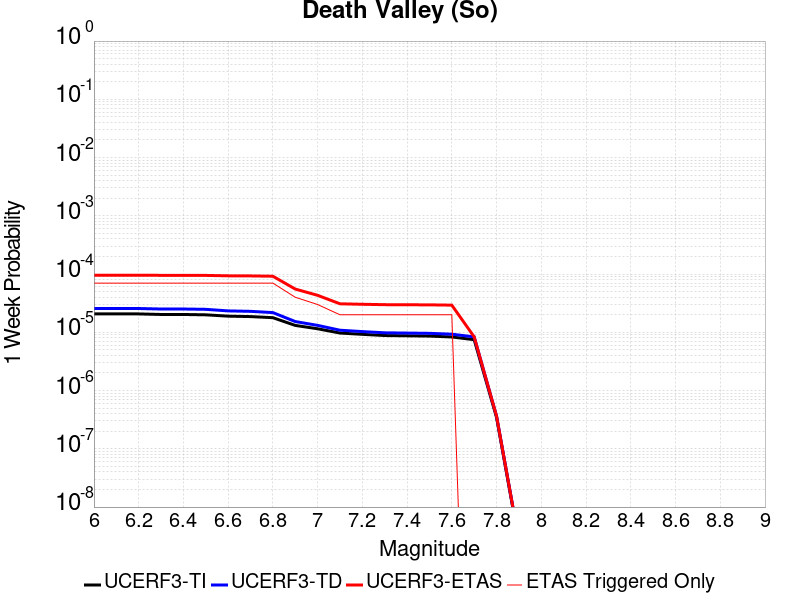 Death Valley (So)
10^0
10^-1
10^-2
10^-3
10^-4
10^-5
10^-6
10^-7
10^-8
1 Week Probability
6 6.2 6.4 6.6 6.8 7 7.2 7.4 7.6 7.8 8 8.2 8.4 8.6 8.8 9
Magnitude
UCERF3-TI UCERF3-TD UCERF3-ETAS ETAS Triggered Only